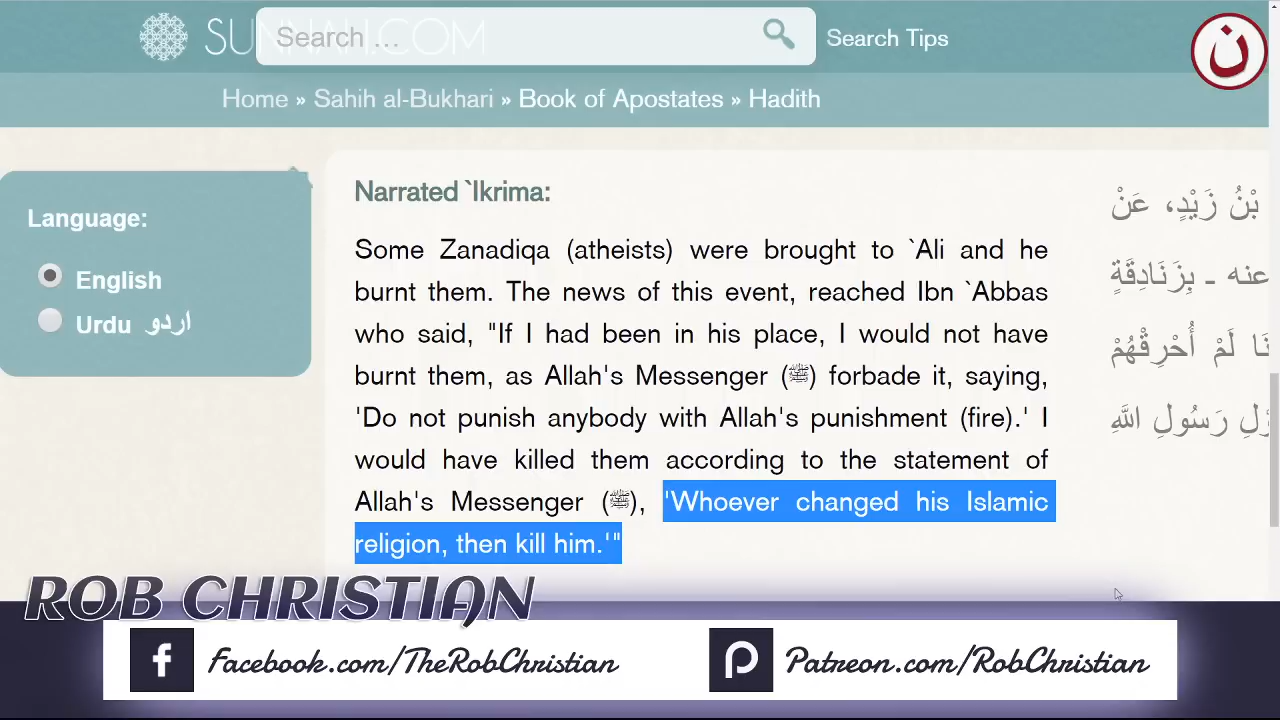 SUNNAH.COM
Search ...
Search Tips
ن
Home » Sahih al-Bukhari » Book of Apostates » Hadith
Language:
English
Urdu اردو
Narrated `Ikrima:
Some Zanadiqa (atheists) were brought to `Ali and he
burnt them. The news of this event, reached Ibn `Abbas
who said, "If I had been in his place, I would not have
burnt them, as Allah's Messenger (ﷺ) forbade it, saying,
'Do not punish anybody with Allah's punishment (fire).' I
would have killed them according to the statement of
Allah's Messenger (ﷺ), 'Whoever changed his Islamic
religion, then kill him.'"
بْنُ زَيْدٍ، عَنْ
عنه ـ بِزَنَادِقَةٍ
نَا لَمْ أُحْرِقْهُمْ
رَسُولِ اللَّهِ
ROB CHRISTIAN
Facebook.com/TheRobChristian
Patreon.com/RobChristian